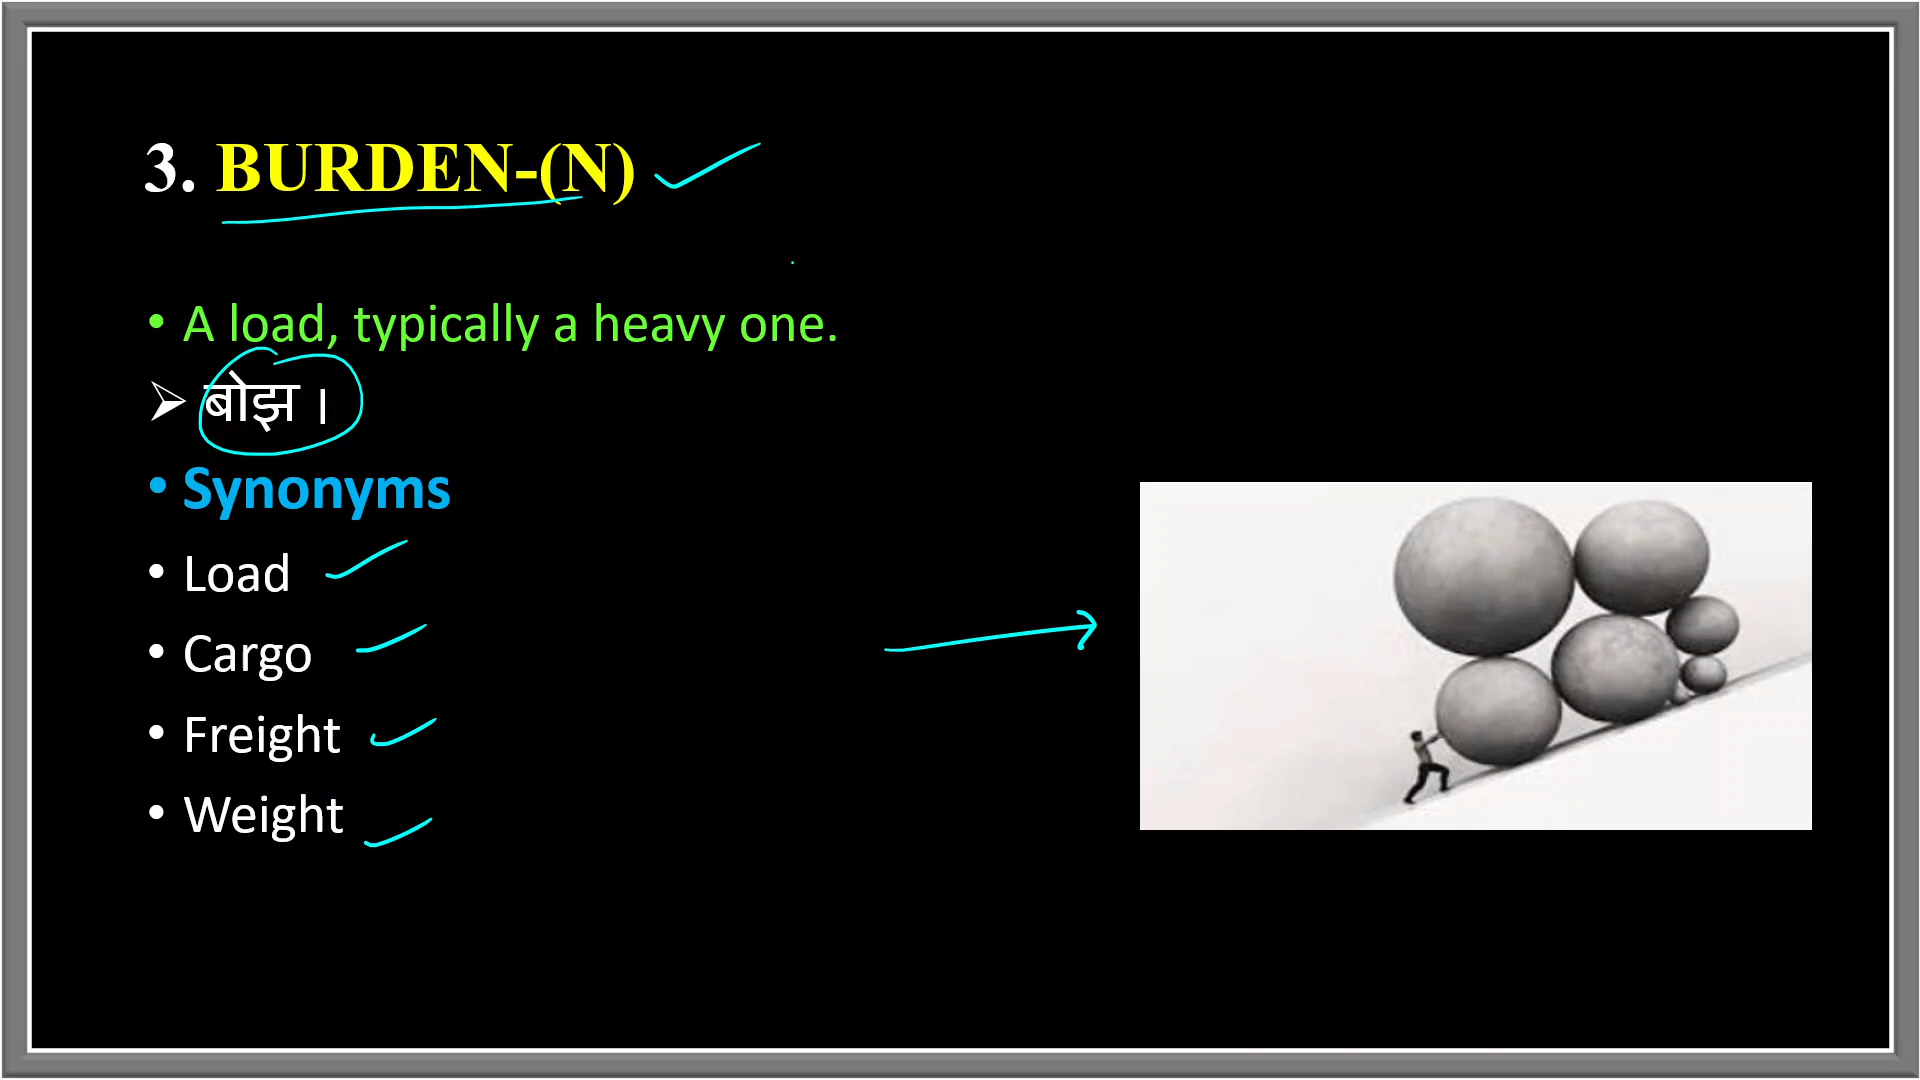 3. BURDEN-(N)
• A load, typically a heavy one.
➢ बोझ ।
• Synonyms
• Load
• Cargo
• Freight
• Weight